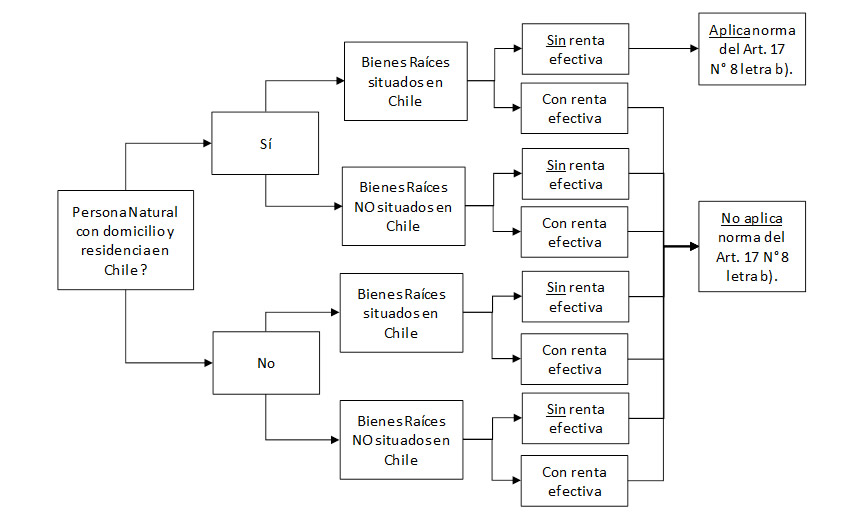 Persona Natural
con domicilio y
residencia en
Chile ?
Sí
No
Bienes Raíces
situados en
Chile
Bienes Raíces
NO situados en
Chile
Bienes Raíces
situados en
Chile
Bienes Raíces
NO situados en
Chile
Sin renta
efectiva
Con renta
efectiva
Sin renta
efectiva
Con renta
efectiva
Sin renta
efectiva
Con renta
efectiva
Sin renta
efectiva
Con renta
efectiva
Aplica norma
del Art. 17
N° 8 letra b).
No aplica
norma del
Art. 17 N° 8
letra b).